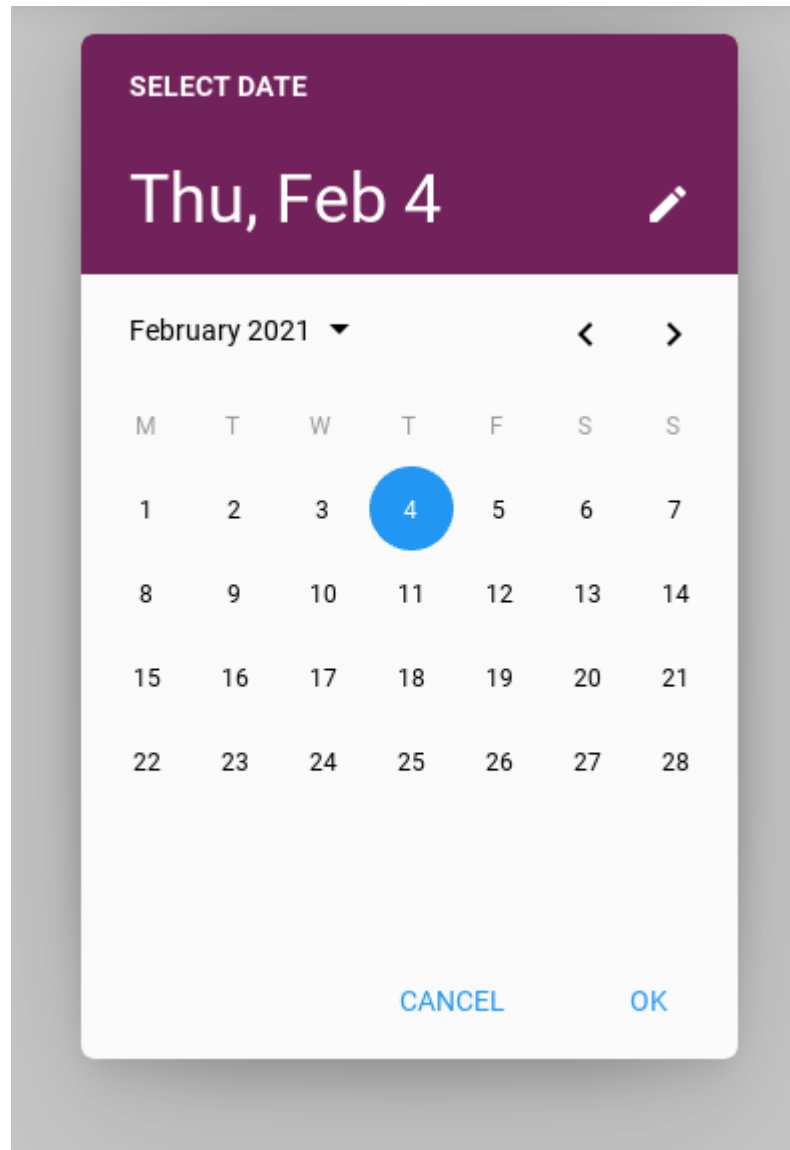 SELECT DATE
Thu, Feb 4
February 2021
M T W T F S S
1 2 3 4 5 6 7
8 9 10 11 12 13 14
15 16 17 18 19 20 21
22 23 24 25 26 27 28
CANCEL OK